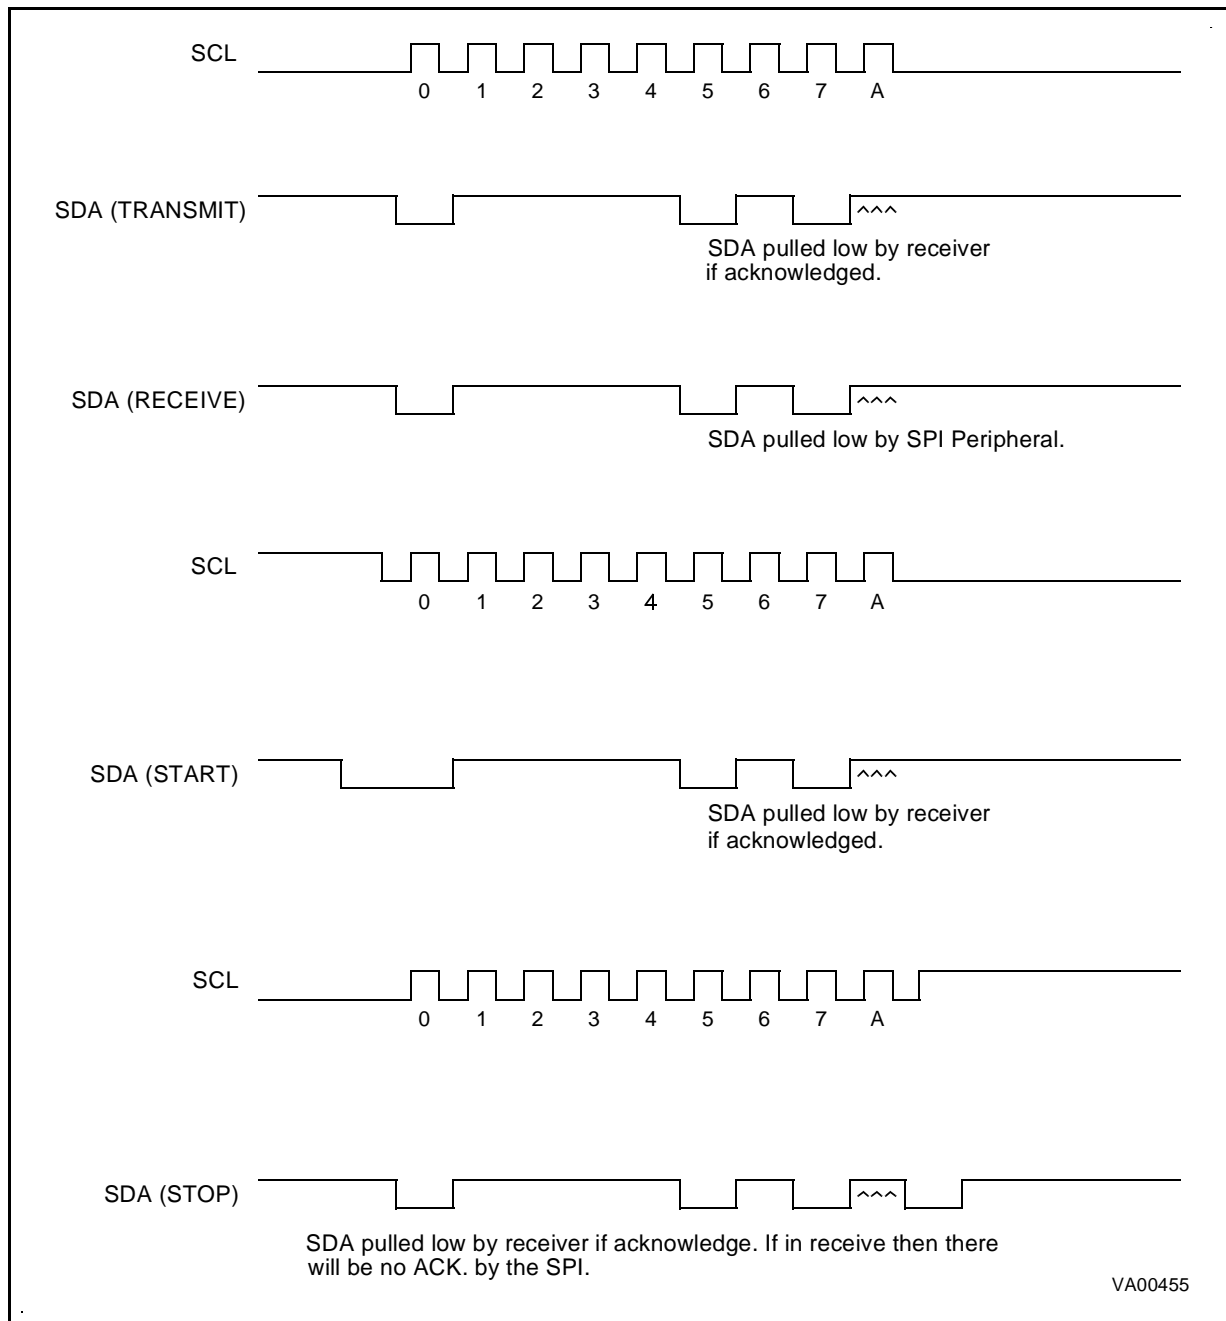 SCL
0 1 2 3 4 5 6 7 A
SDA (TRANSMIT)
^^^
SDA pulled low by receiver
if acknowledged.
SDA (RECEIVE)
^^^
SDA pulled low by SPI Peripheral.
SCL
0 1 2 3 4 5 6 7 A
SDA (START)
^^^
SDA pulled low by receiver
if acknowledged.
SCL
0 1 2 3 4 5 6 7 A
SDA (STOP)
^^^
SDA pulled low by receiver if acknowledge. If in receive then there
will be no ACK. by the SPI.
VA00455